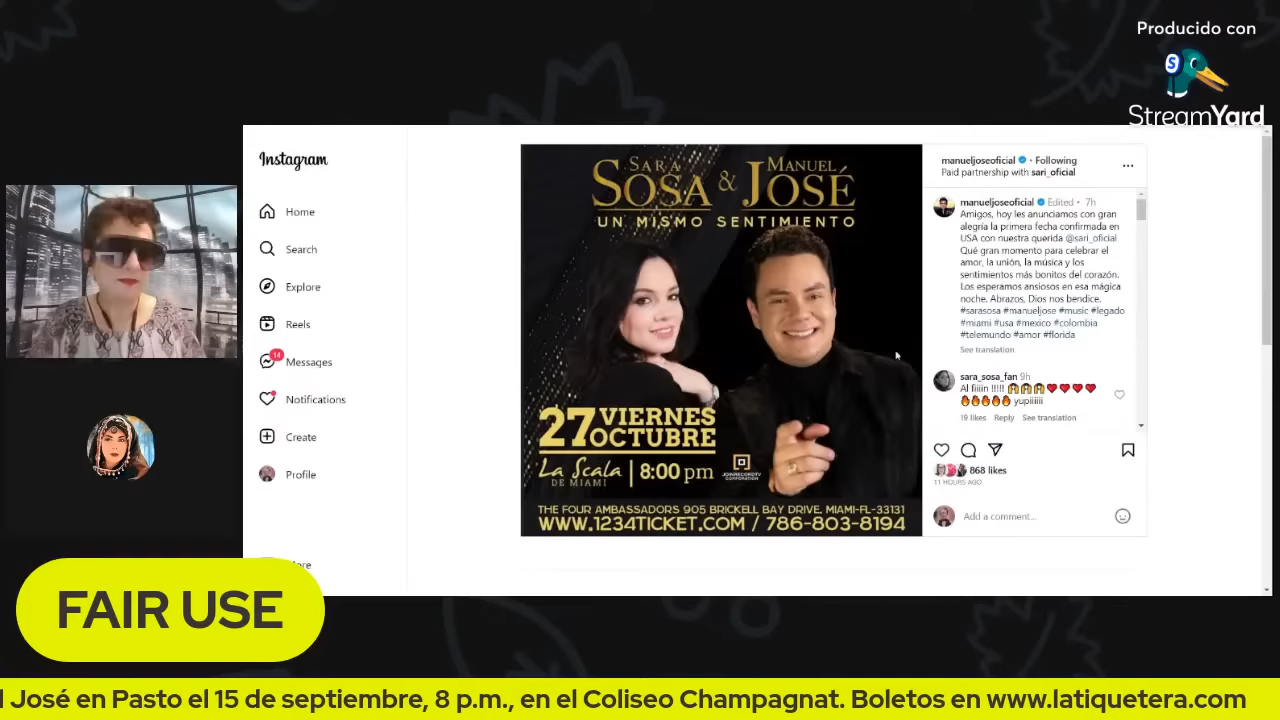 Producido con
StreamYard
Instagram
Home
Search
Explore
Reels
14
Messages
Notifications
Create
Profile
SARA MANUEL
SOSA & JOSÉ
UN MISMO SENTIMIENTO
27 VIERNES
OCTUBRE
La Scala
DE MIAMI
8:00 pm
JOINRECORDTV
CORPORATION
THE FOUR AMBASSADORS 905 BRICKELL BAY DRIVE, MIAMI-FL-33131
WWW.1234TICKET.COM / 786-803-8194
manueljoseoficial • Following
Paid partnership with sari_oficial
manueljoseoficial Edited • 7h
Amigos, hoy les anunciamos con gran
alegría la primera fecha confirmada en
USA con nuestra querida @sari_oficial
Qué gran momento para celebrar el
amor, la unión, la música y los
sentimientos más bonitos del corazón.
Los esperamos ansiosos en esa mágica
noche. Abrazos, Dios nos bendice.
#sarasosa #manueljose #music #legado
#miami #usa #mexico #colombia
#telemundo #amor #florida
See translation
sara_sosa_fan 9h
Al fiiiin !!!!! 
yupiiiiii
19 likes Reply See translation
868 likes
11 HOURS AGO
Add a comment...
ore
FAIR USE
l José en Pasto el 15 de septiembre, 8 p.m., en el Coliseo Champagnat. Boletos en www.latiquetera.com